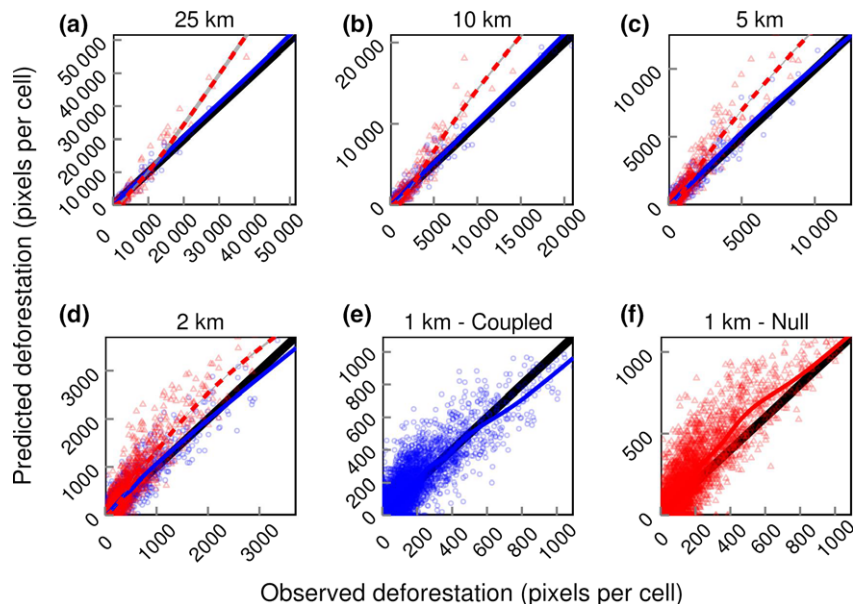 (a) 25 km (b) 10 km (c) 5 km
50 000
40 000
30 000
20 000
10 000
0
0 10 000 20 000 30 000 40 000 50 000
20 000
10 000
0
0 5000 10 000 15 000 20 000
10 000
5000
0
0 5000 10 000
Predicted deforestation (pixels per cell)
(d) 2 km (e) 1 km - Coupled (f) 1 km - Null
3000
2000
1000
0
0 1000 2000 3000
1000
800
600
400
200
0
0 200 400 600 800 1000
1000
500
0
0 200 400 600 800 1000
Observed deforestation (pixels per cell)